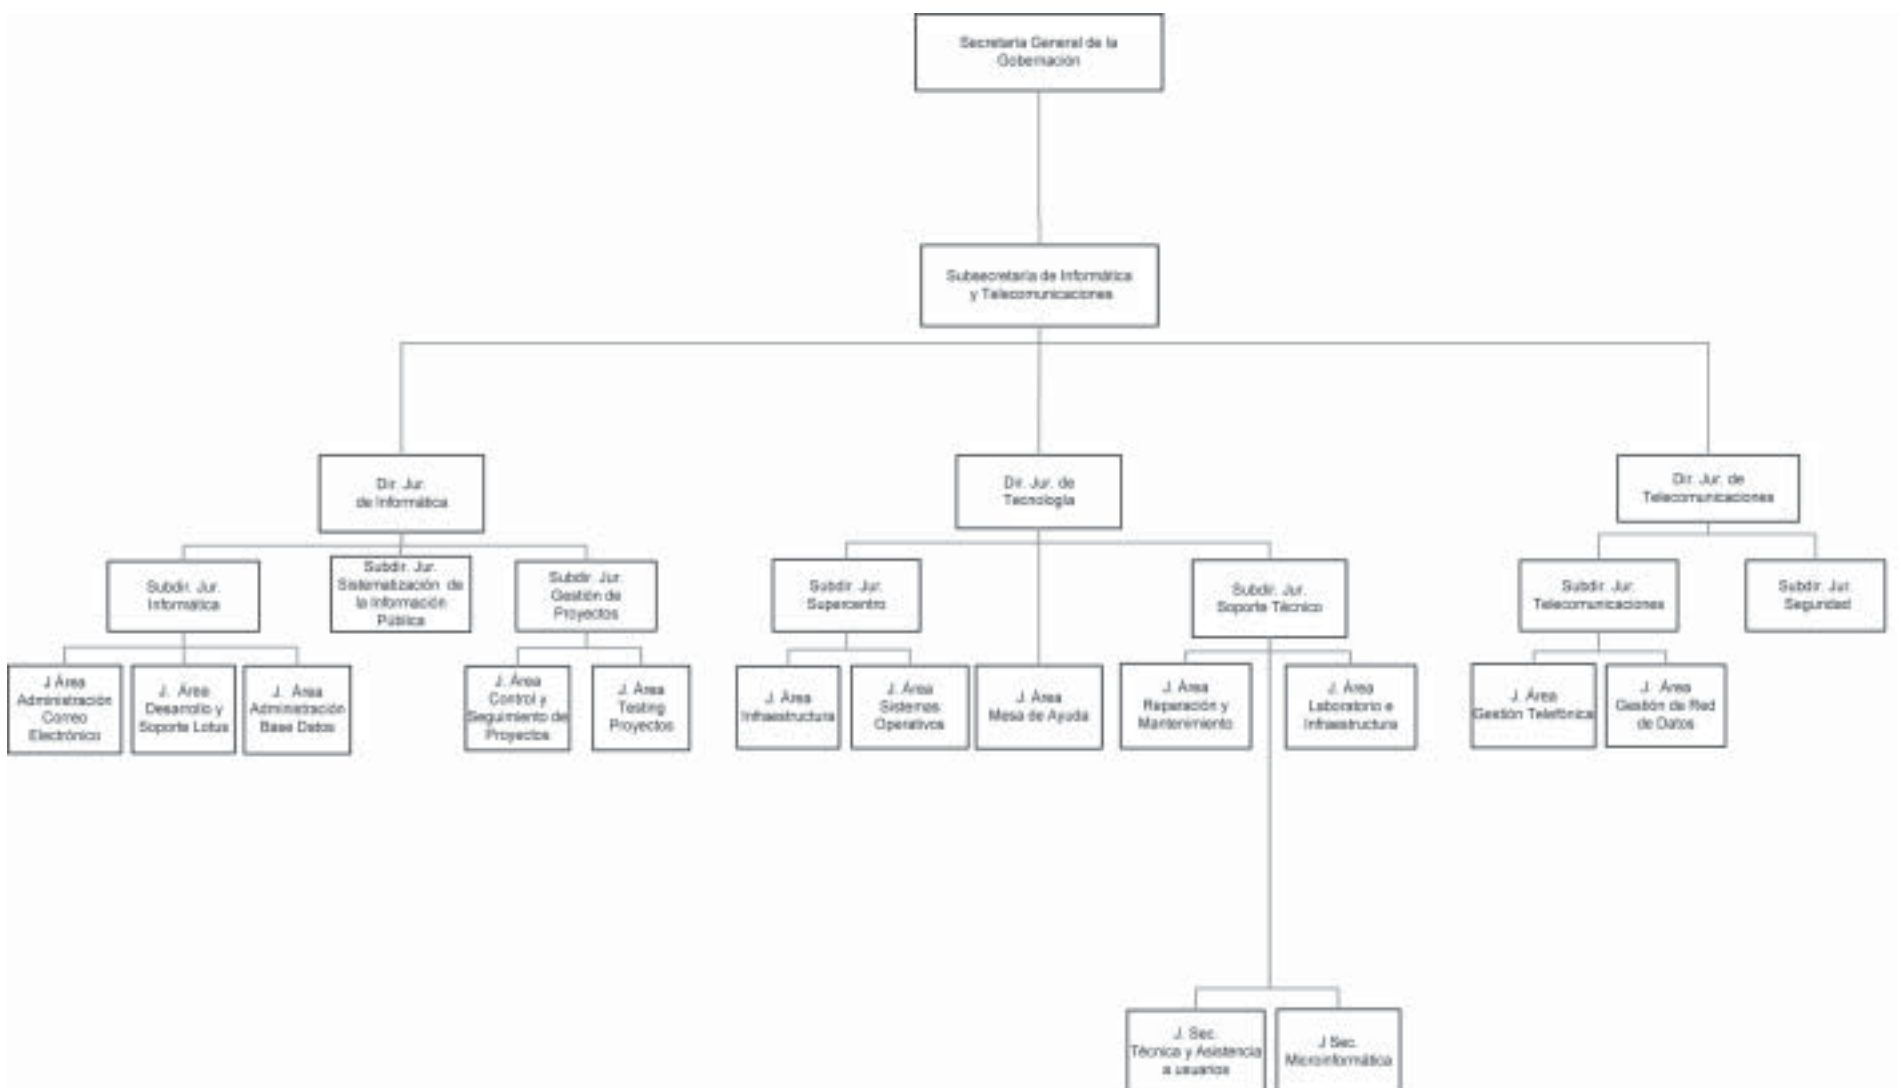 Secretaría General de la
Gobernación
Subsecretaría de Informática
y Telecomunicaciones
Dir. Jur.
de Informática
Dir. Jur. de
Tecnología
Dir. Jur. de
Telecomunicaciones
Subdir. Jur.
Informática
Subdir. Jur.
Sistematización de
la Información
Pública
Subdir. Jur.
Gestión de
Proyectos
Subdir. Jur.
Supercentro
Subdir. Jur.
Soporte Técnico
Subdir. Jur.
Telecomunicaciones
Subdir. Jur.
Seguridad
J Área
Administración
Correo
Electrónico
J. Área
Desarrollo y
Soporte Lotus
J. Área
Administración
Base Datos
J. Área
Control y
Seguimiento de
Proyectos
J. Área
Testing
Proyectos
J. Área
Infraestructura
J. Área
Sistemas
Operativos
J. Área
Mesa de Ayuda
J. Área
Reparación y
Mantenimiento
J. Área
Laboratorio e
Infraestructura
J. Área
Gestión Telefónica
J. Área
Gestión de Red
de Datos
J. Sec.
Técnica y Asistencia
a usuarios
J Sec.
Microinformática